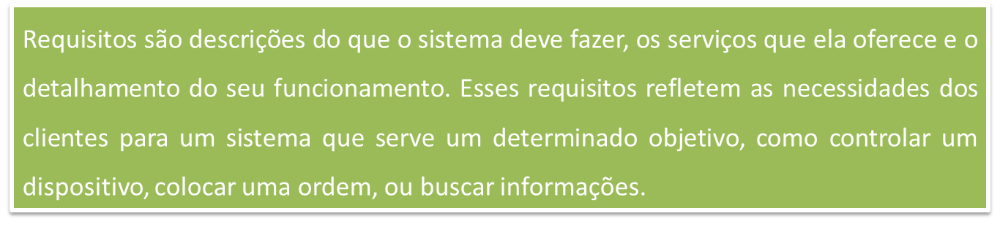 Requisitos são descrições do que o sistema deve fazer, os serviços que ela oferece e o
detalhamento do seu funcionamento. Esses requisitos refletem as necessidades dos
clientes para um sistema que serve um determinado objetivo, como controlar um
dispositivo, colocar uma ordem, ou buscar informações.